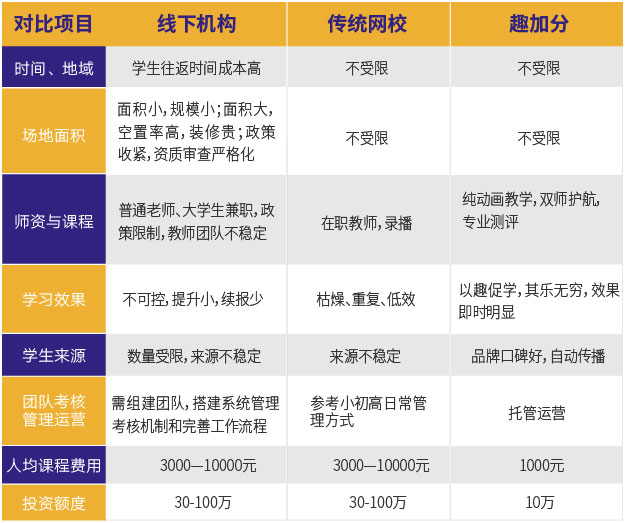 对比项目 线下机构 传统网校 趣加分
时间、地域 学生往返时间成本高 不受限 不受限
场地面积
面积小，规模小；面积大，
空置率高，装修贵；政策
收紧，资质审查严格化
不受限 不受限
师资与课程
普通老师、大学生兼职，政
策限制，教师团队不稳定
在职教师，录播
纯动画教学，双师护航，
专业测评
学习效果 不可控，提升小，续报少 枯燥、重复、低效
以趣促学，其乐无穷，效果
即时明显
学生来源 数量受限，来源不稳定 来源不稳定 品牌口碑好，自动传播
团队考核
管理运营
需组建团队，搭建系统管理
考核机制和完善工作流程
参考小初高日常管
理方式
托管运营
人均课程费用 3000—10000元 3000—10000元 1000元
投资额度 30-100万 30-100万 10万